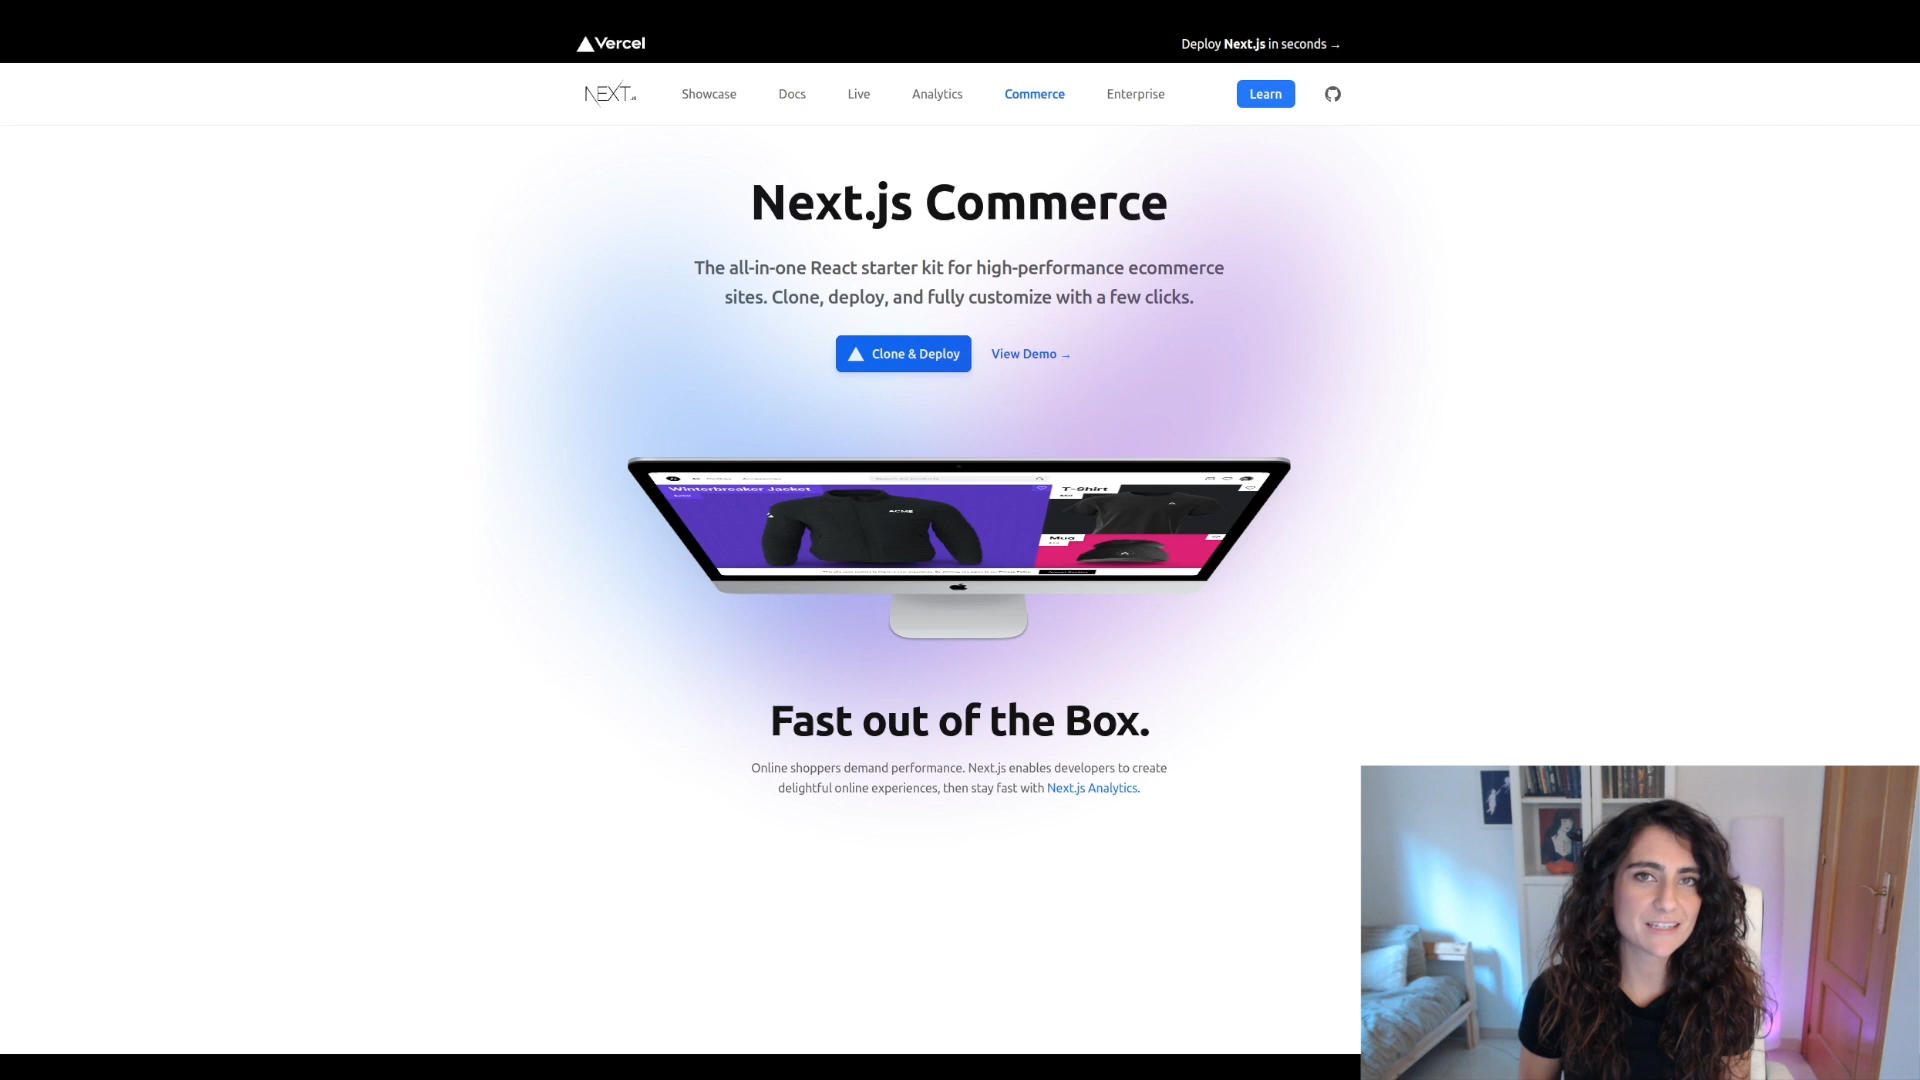 Vercel
Deploy Next.js in seconds →
NEXT.JS
Showcase
Docs
Live
Analytics
Commerce
Enterprise
Learn
Next.js Commerce
The all-in-one React starter kit for high-performance ecommerce
sites. Clone, deploy, and fully customize with a few clicks.
Clone & Deploy
View Demo →
Winterbreaker Jacket
ACME
T-Shirt
Mug
Fast out of the Box.
Online shoppers demand performance. Next.js enables developers to create
delightful online experiences, then stay fast with Next.js Analytics.